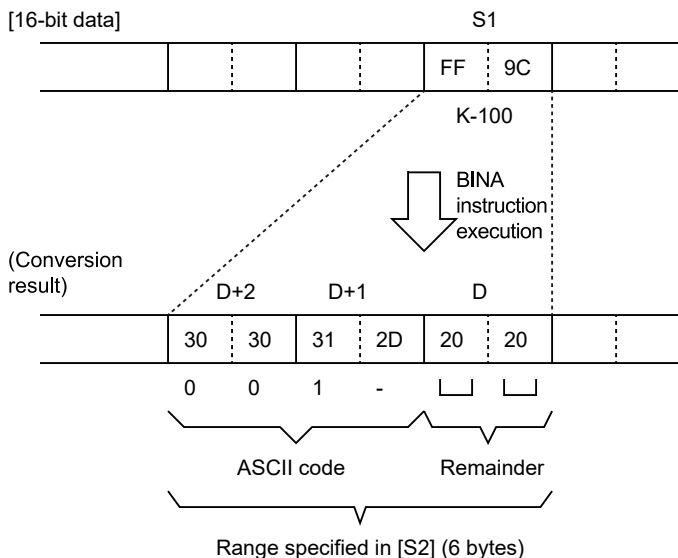 [16-bit data] S1
FF 9C
K-100
BINA
instruction
execution
(Conversion
result)
D+2 D+1 D
30 30 31 2D 20 20
0 0 1 -
ASCII code Remainder
Range specified in [S2] (6 bytes)